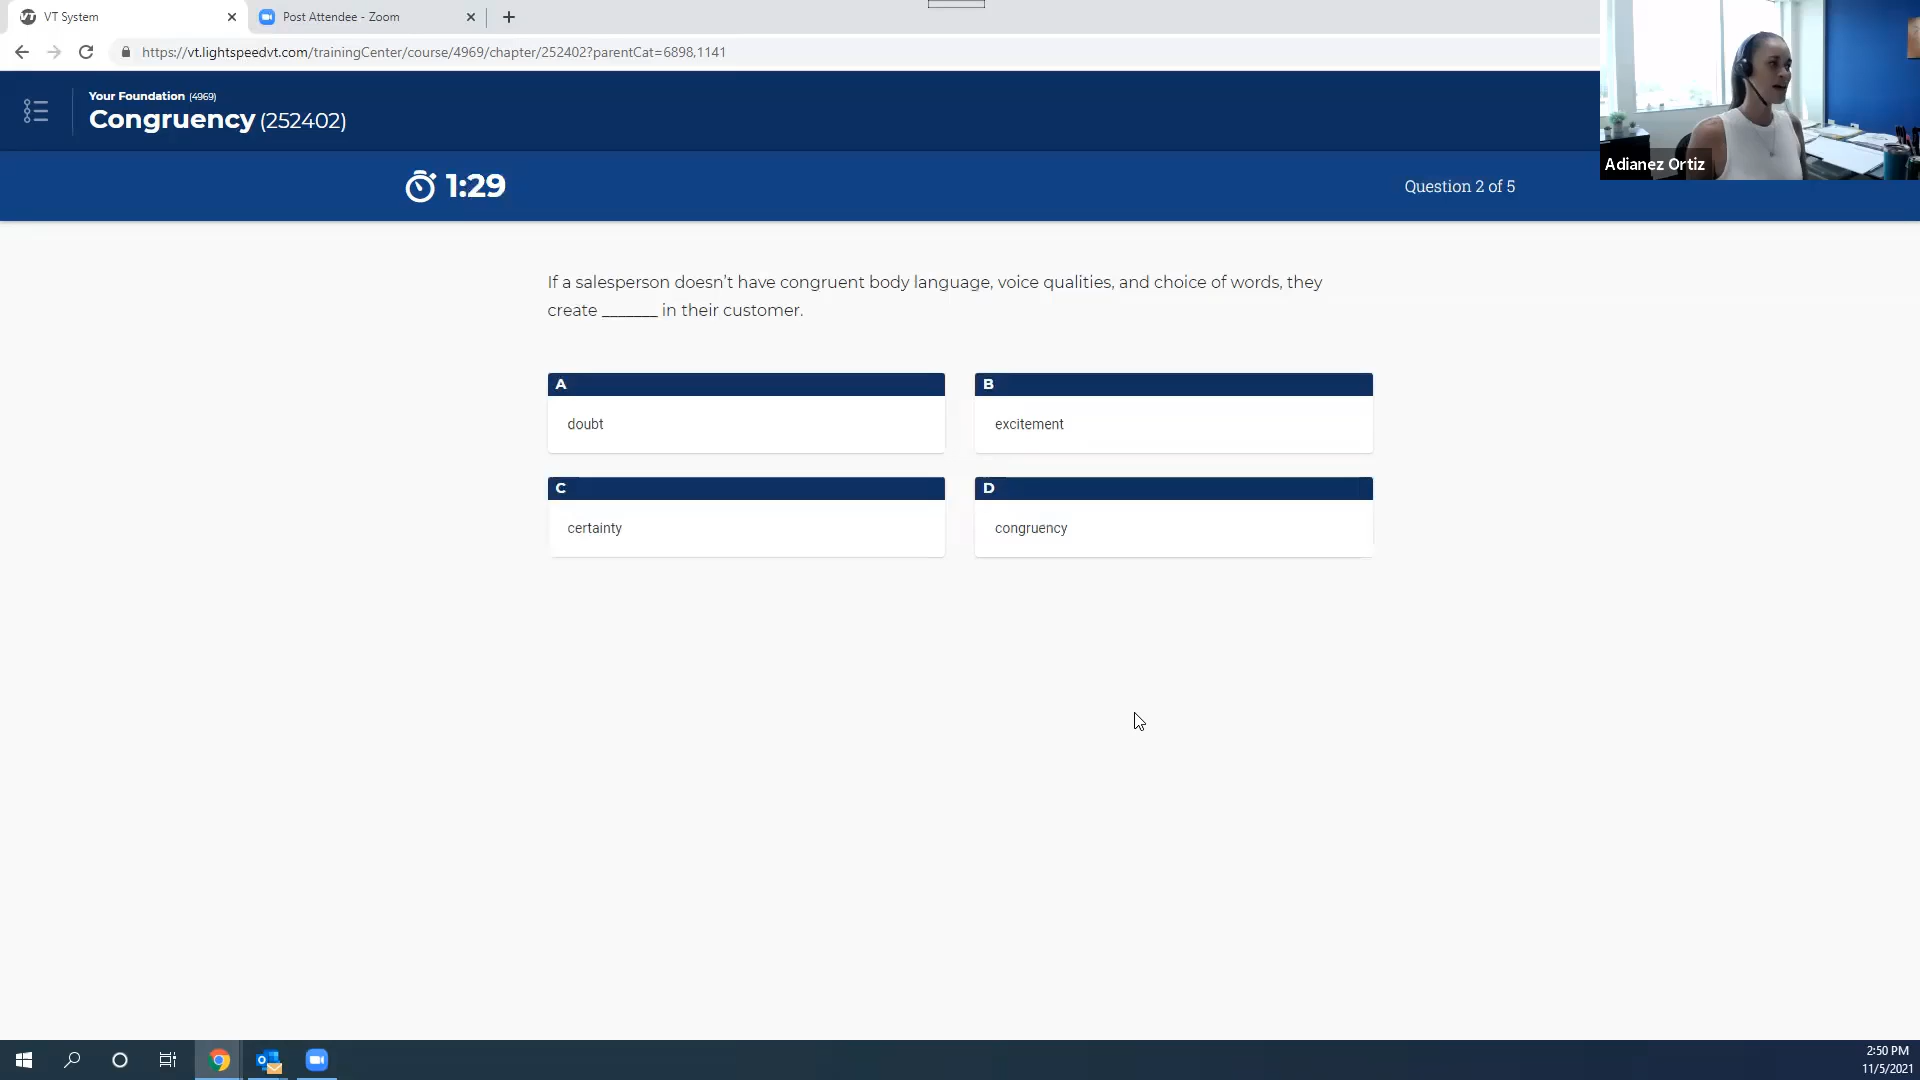 VT System
Post Attendee - Zoom
https://vt.lightspeedvt.com/trainingCenter/course/4969/chapter/252402?parentCat=6898,1141
Your Foundation (4969)
Congruency (252402)
Adianez Ortiz
1:29
Question 2 of 5
If a salesperson doesn't have congruent body language, voice qualities, and choice of words, they
create _______ in their customer.
A
doubt
B
excitement
C
certainty
D
congruency
2:50 PM
11/5/2021